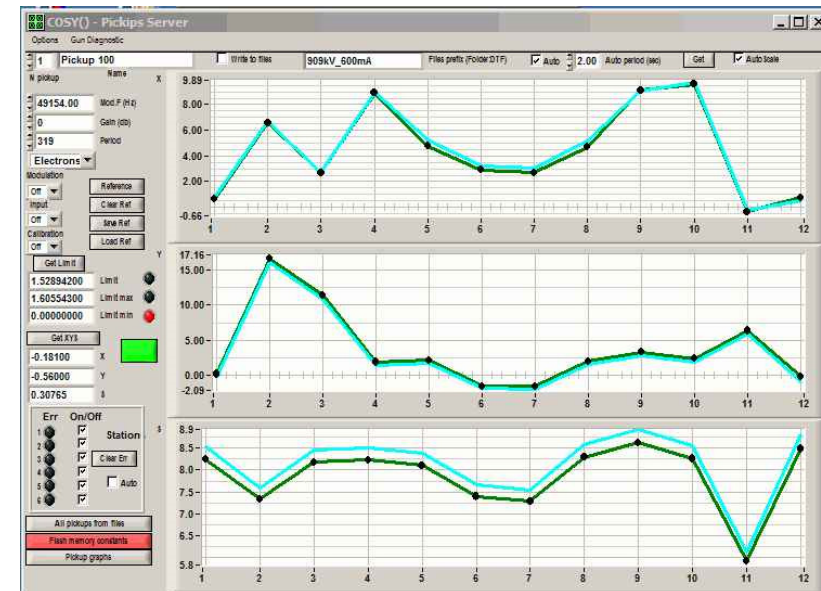 COSY() - Pickips Server
Options Gun Diagnostic
1 Pickup 100 Write to files 909kV_600mA Files prefix (Folder:DTF) Auto 2.00 Auto period (sec) Get Auto Scale
N pickup Name
49154.00 Mod.F (Hz)
0 Gain (db)
319 Period
Electrons
Modulation
Off Reference
Input Clear Ref
Off Save Ref
Calibration
Off Load Ref
Get Limit
1.52894200 Limit
1.60554300 Limit max
0.00000000 Limit min
Get XYS
-0.18100 X
-0.56000 Y
0.30765 S
Err On/Off
1
2 Station
3 Clear Err
4
5 Auto
6
All pickups from files
Flash memory constants
Pickup graphs
X
9.89
8.00
6.00
4.00
2.00
-0.66
1 2 3 4 5 6 7 8 9 10 11 12
Y
17.16
15.00
10.00
5.00
0.00
-2.09
1 2 3 4 5 6 7 8 9 10 11 12
S
8.9
8.5
8.0
7.5
7.0
6.5
5.8
1 2 3 4 5 6 7 8 9 10 11 12